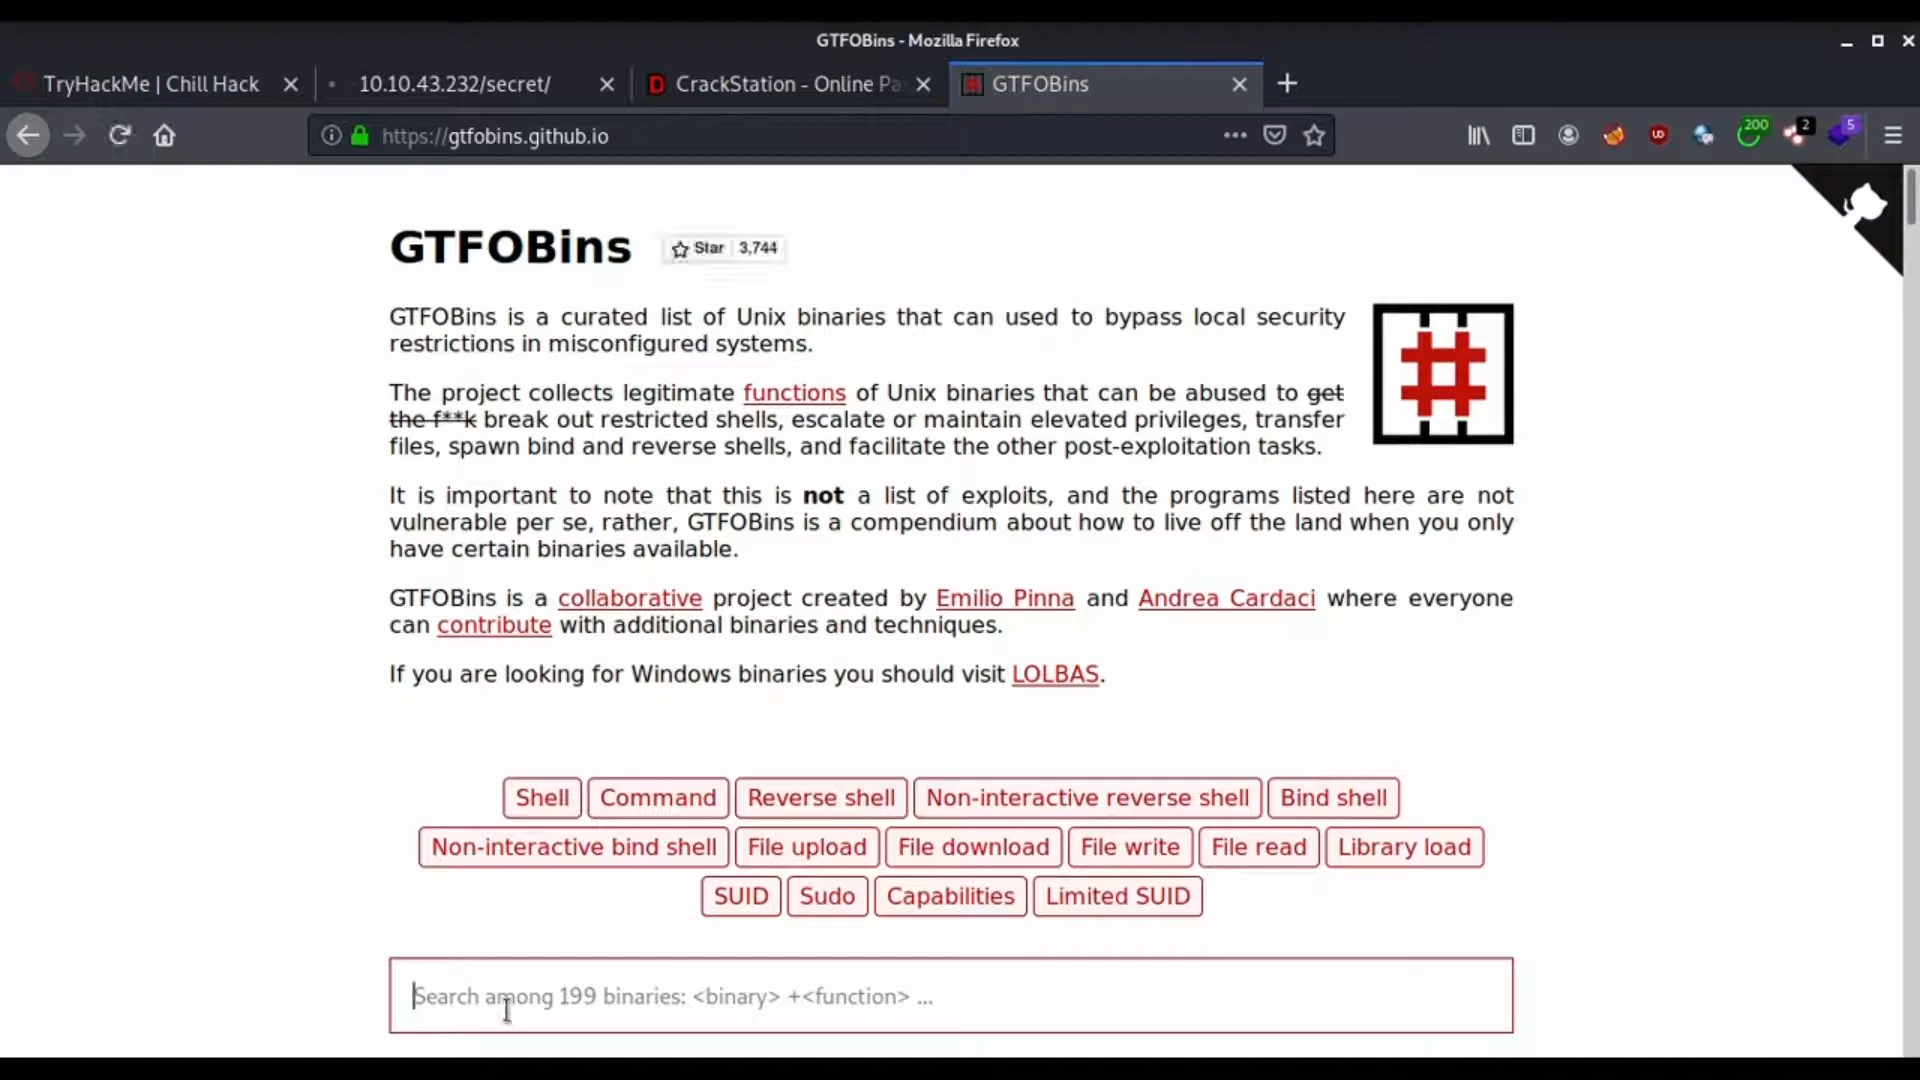 GTFOBins - Mozilla Firefox
TryHackMe | Chill Hack
10.10.43.232/secret/
CrackStation - Online Pa
GTFOBins
https://gtfobins.github.io
200
2
5
GTFOBins
Star 3,744
GTFOBins is a curated list of Unix binaries that can used to bypass local security
restrictions in misconfigured systems.
The project collects legitimate functions of Unix binaries that can be abused to get
the f**k break out restricted shells, escalate or maintain elevated privileges, transfer
files, spawn bind and reverse shells, and facilitate the other post-exploitation tasks.
It is important to note that this is not a list of exploits, and the programs listed here are not
vulnerable per se, rather, GTFOBins is a compendium about how to live off the land when you only
have certain binaries available.
GTFOBins is a collaborative project created by Emilio Pinna and Andrea Cardaci where everyone
can contribute with additional binaries and techniques.
If you are looking for Windows binaries you should visit LOLBAS.
Shell Command Reverse shell Non-interactive reverse shell Bind shell
Non-interactive bind shell File upload File download File write File read Library load
SUID Sudo Capabilities Limited SUID
Search among 199 binaries: <binary> +<function> ...